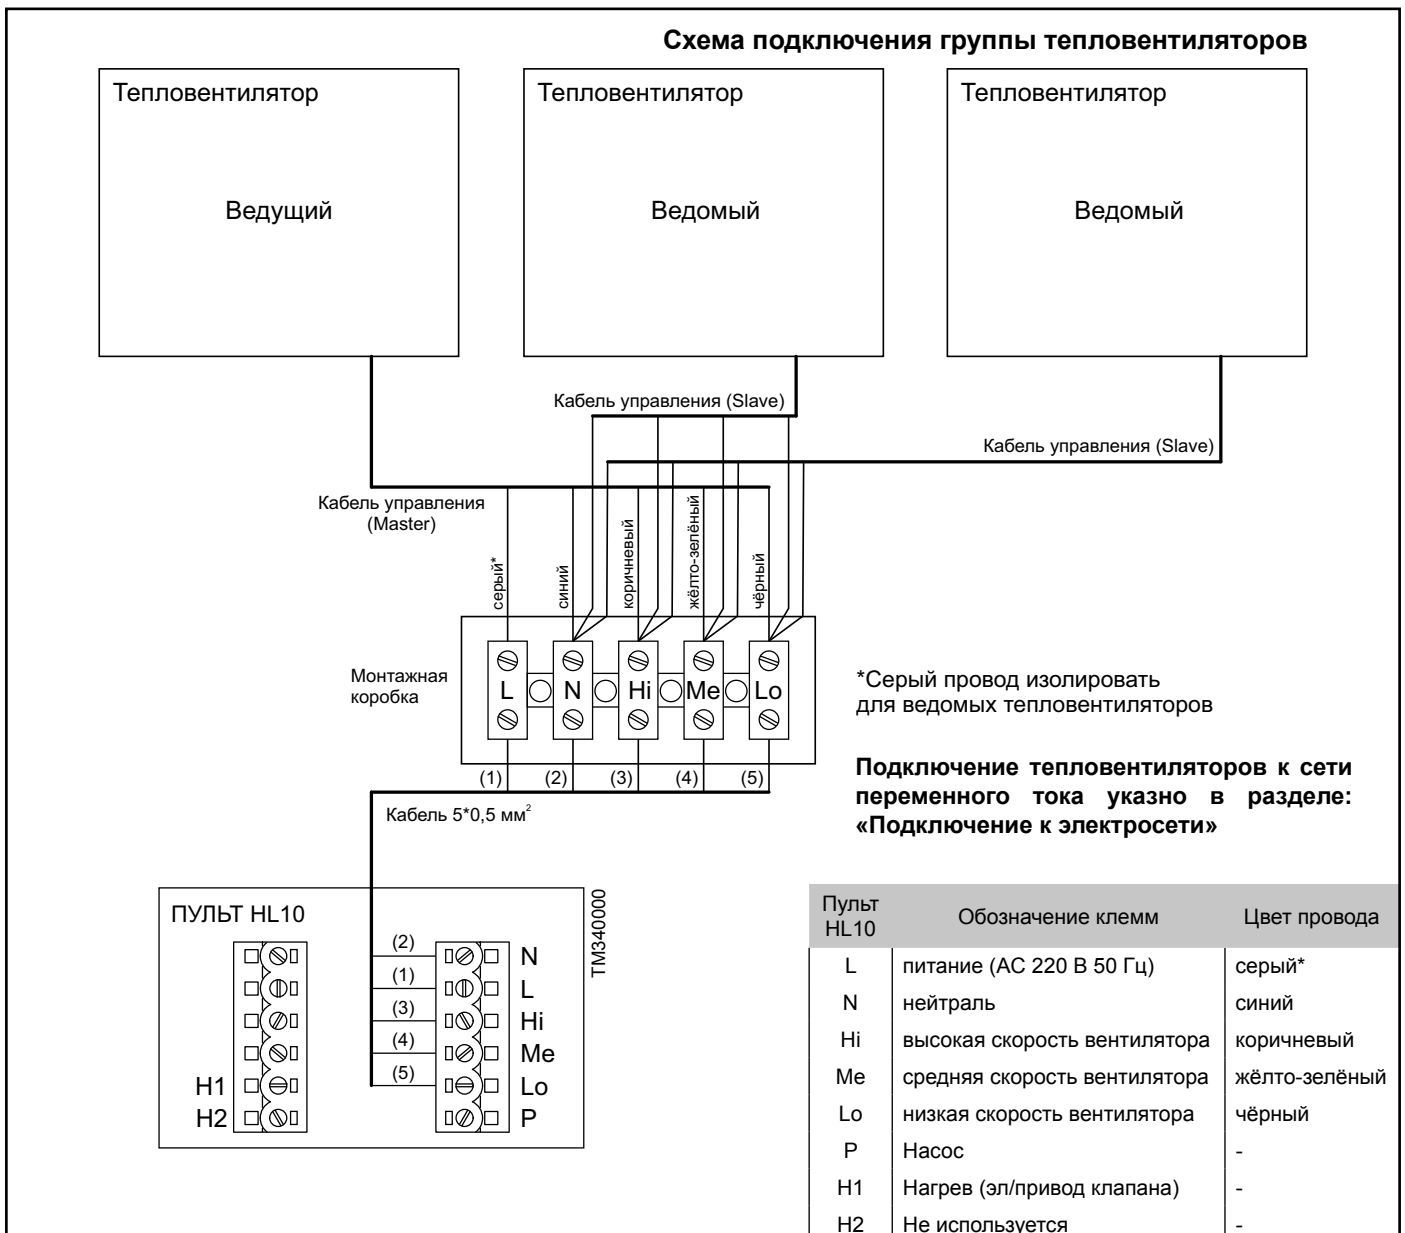 Схема подключения группы тепловентиляторов
Тепловентилятор
Ведущий
Тепловентилятор
Ведомый
Тепловентилятор
Ведомый
Кабель управления (Slave)
Кабель управления (Slave)
Кабель управления
(Master)
серый*
синий
коричневый
жёлто-зелёный
чёрный
Монтажная
коробка
L
N
Hi
Me
Lo
(1)
(2)
(3)
(4)
(5)
Кабель 5*0,5 мм²
*Серый провод изолировать
для ведомых тепловентиляторов
Подключение тепловентиляторов к сети
переменного тока указно в разделе:
«Подключение к электросети»
ПУЛЬТ HL10
TM340000
H1
H2
(2)
(1)
(3)
(4)
(5)
N
L
Hi
Me
Lo
P
Пульт HL10 Обозначение клемм Цвет провода
L питание (АС 220 В 50 Гц) серый*
N нейтраль синий
Hi высокая скорость вентилятора коричневый
Me средняя скорость вентилятора жёлто-зелёный
Lo низкая скорость вентилятора чёрный
P Насос -
H1 Нагрев (эл/привод клапана) -
H2 Не используется -